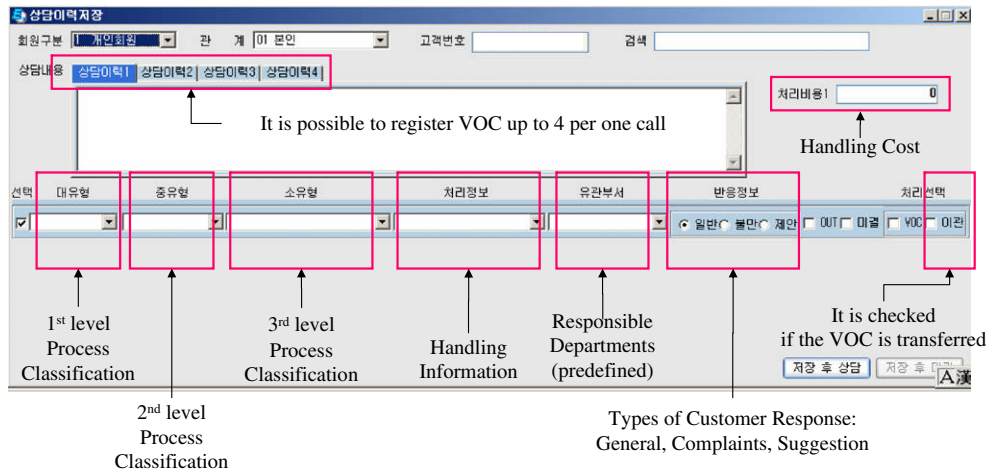 상담이력저장
회원구분 1 개인회원 관 계 01 본인 고객번호 검색
상담내용 상담이력1 상담이력2 상담이력3 상담이력4
처리비용1 0
It is possible to register VOC up to 4 per one call
Handling Cost
선택 대유형 중유형 소유형 처리정보 유관부서 반응정보 처리선택
일반 불만 제안 OUT 미결 VOC 이관
1st level
Process
Classification
2nd level
Process
Classification
3rd level
Process
Classification
Handling
Information
Responsible
Departments
(predefined)
It is checked
if the VOC is transferred
저장 후 상담 저장 후
A漢
Types of Customer Response:
General, Complaints, Suggestion